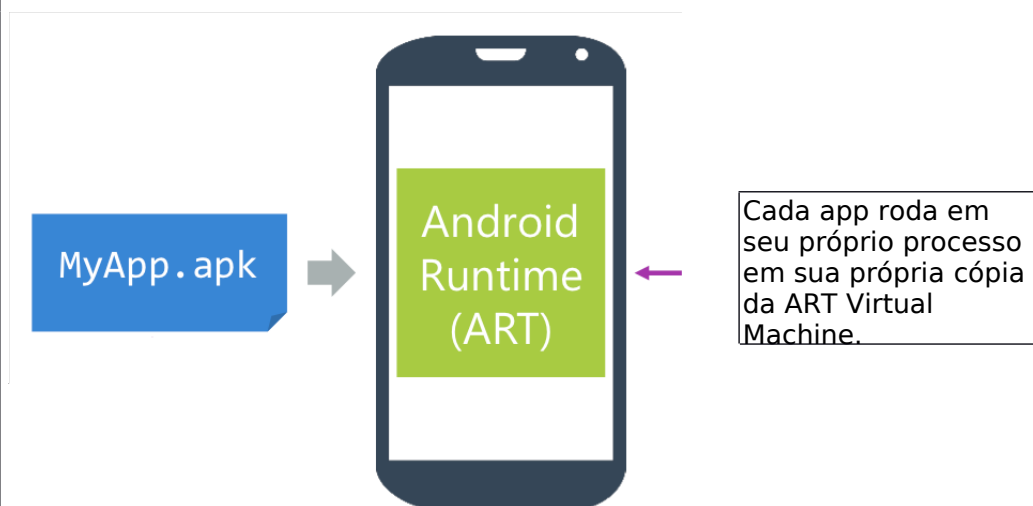 MyApp.apk
Android
Runtime
(ART)
Cada app roda em
seu próprio processo
em sua própria cópia
da ART Virtual
Machine.